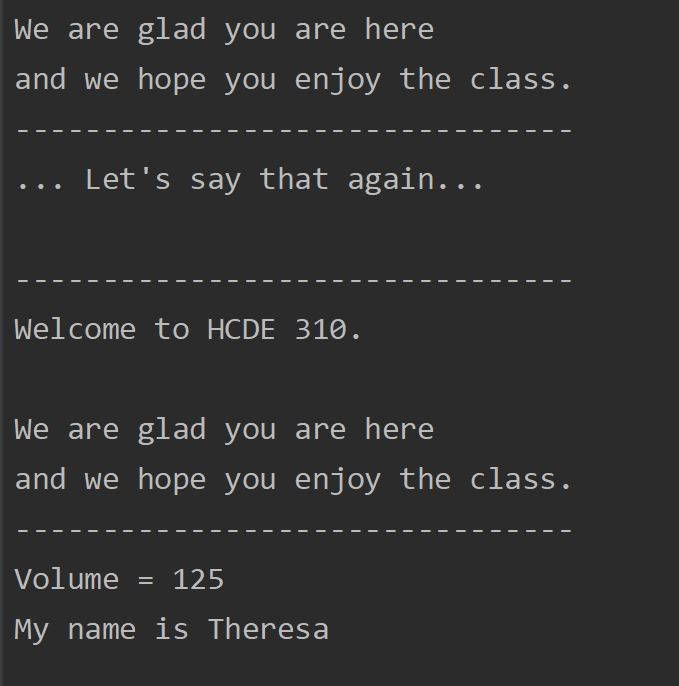 We are glad you are here
and we hope you enjoy the class.
--------------------------------
... Let's say that again...
--------------------------------
Welcome to HCDE 310.
We are glad you are here
and we hope you enjoy the class.
--------------------------------
Volume = 125
My name is Theresa